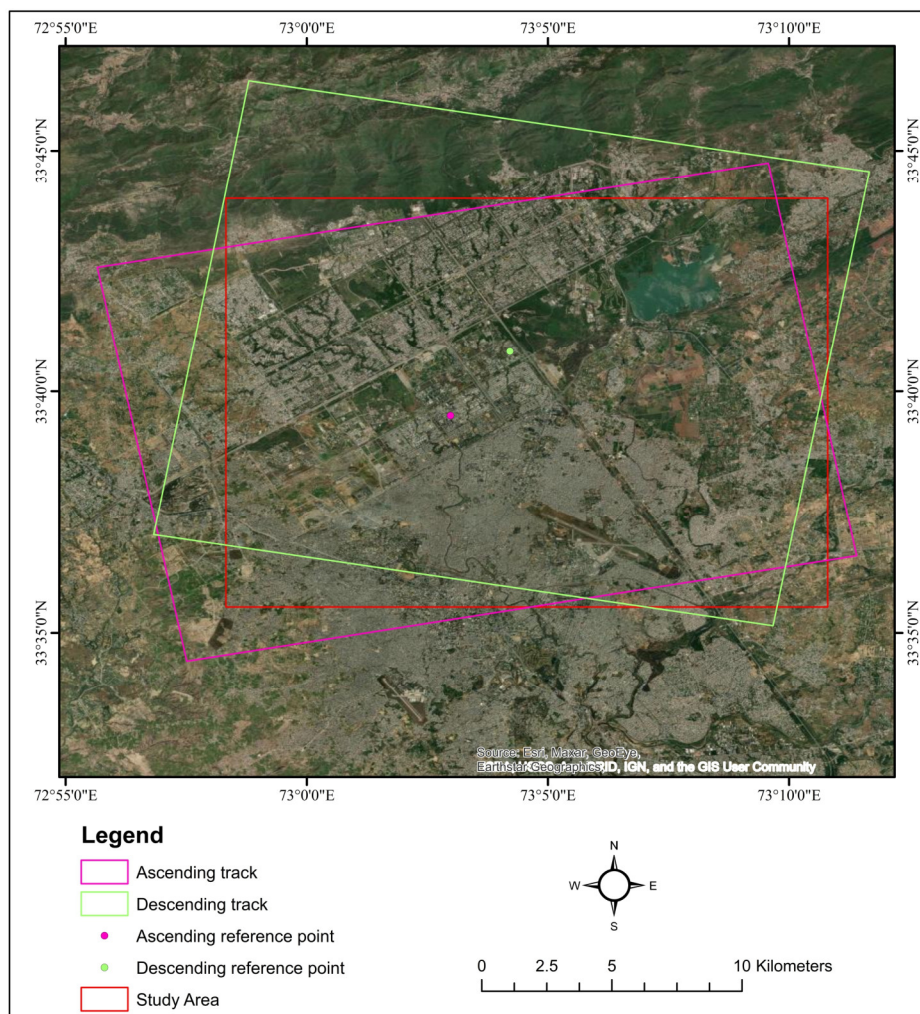 72°55'0"E 73°0'0"E 73°5'0"E 73°10'0"E
33°45'0"N 33°45'0"N
33°40'0"N 33°40'0"N
33°35'0"N 33°35'0"N
Source: Esri, Maxar, GeoEye,
Earthstar Geographics, RID, IGN, and the GIS User Community
72°55'0"E 73°0'0"E 73°5'0"E 73°10'0"E
Legend
Ascending track
Descending track
Ascending reference point
Descending reference point
Study Area
N
W E
S
0 2.5 5 10 Kilometers